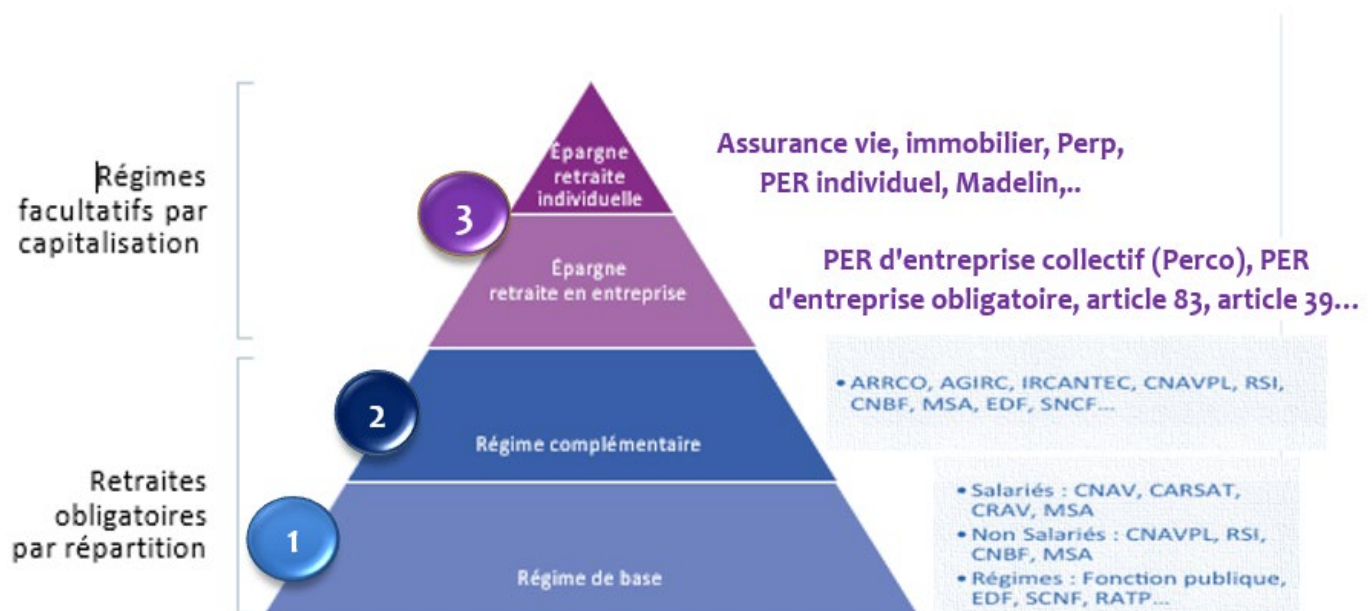 Régimes
facultatifs par
capitalisation
Épargne
retraite
individuelle
Assurance vie, immobilier, Perp,
PER individuel, Madelin,..
3
Épargne
retraite en entreprise
PER d'entreprise collectif (Perco), PER
d'entreprise obligatoire, article 83, article 39...
2
Régime complémentaire
• ARRCO, AGIRC, IRCANTEC, CNAVPL, RSI,
CNBF, MSA, EDF, SNCF...
Retraites
obligatoires
par répartition
1
Régime de base
• Salariés : CNAV, CARSAT,
CRAV, MSA
• Non Salariés : CNAVPL, RSI,
CNBF, MSA
• Régimes : Fonction publique,
EDF, SCNF, RATP...